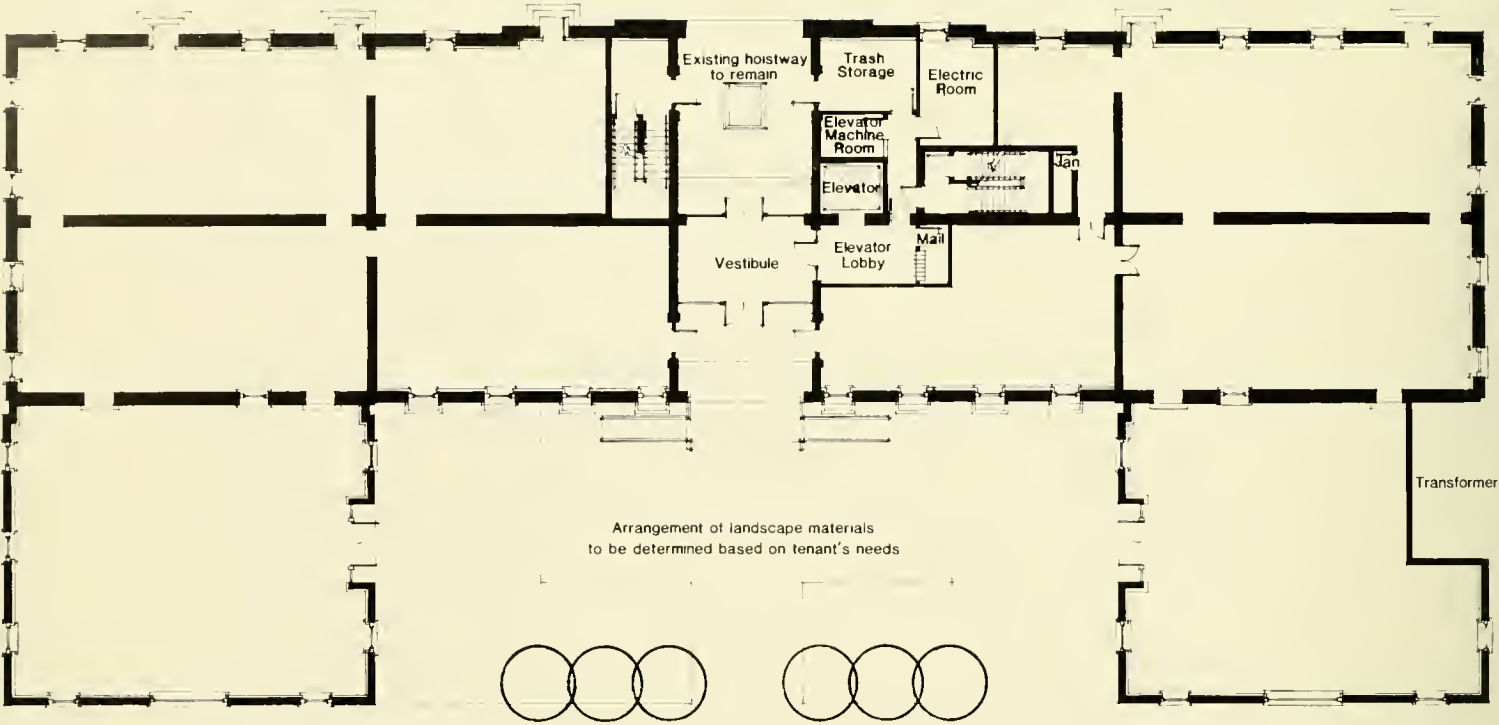 Existing hoistway
to remain
Trash
Storage
Electric
Room
Elevator
Machine
Room
Jan.
Elevator
Vestibule
Elevator
Lobby
Mail
Transformer
Arrangement of landscape materials
to be determined based on tenant's needs